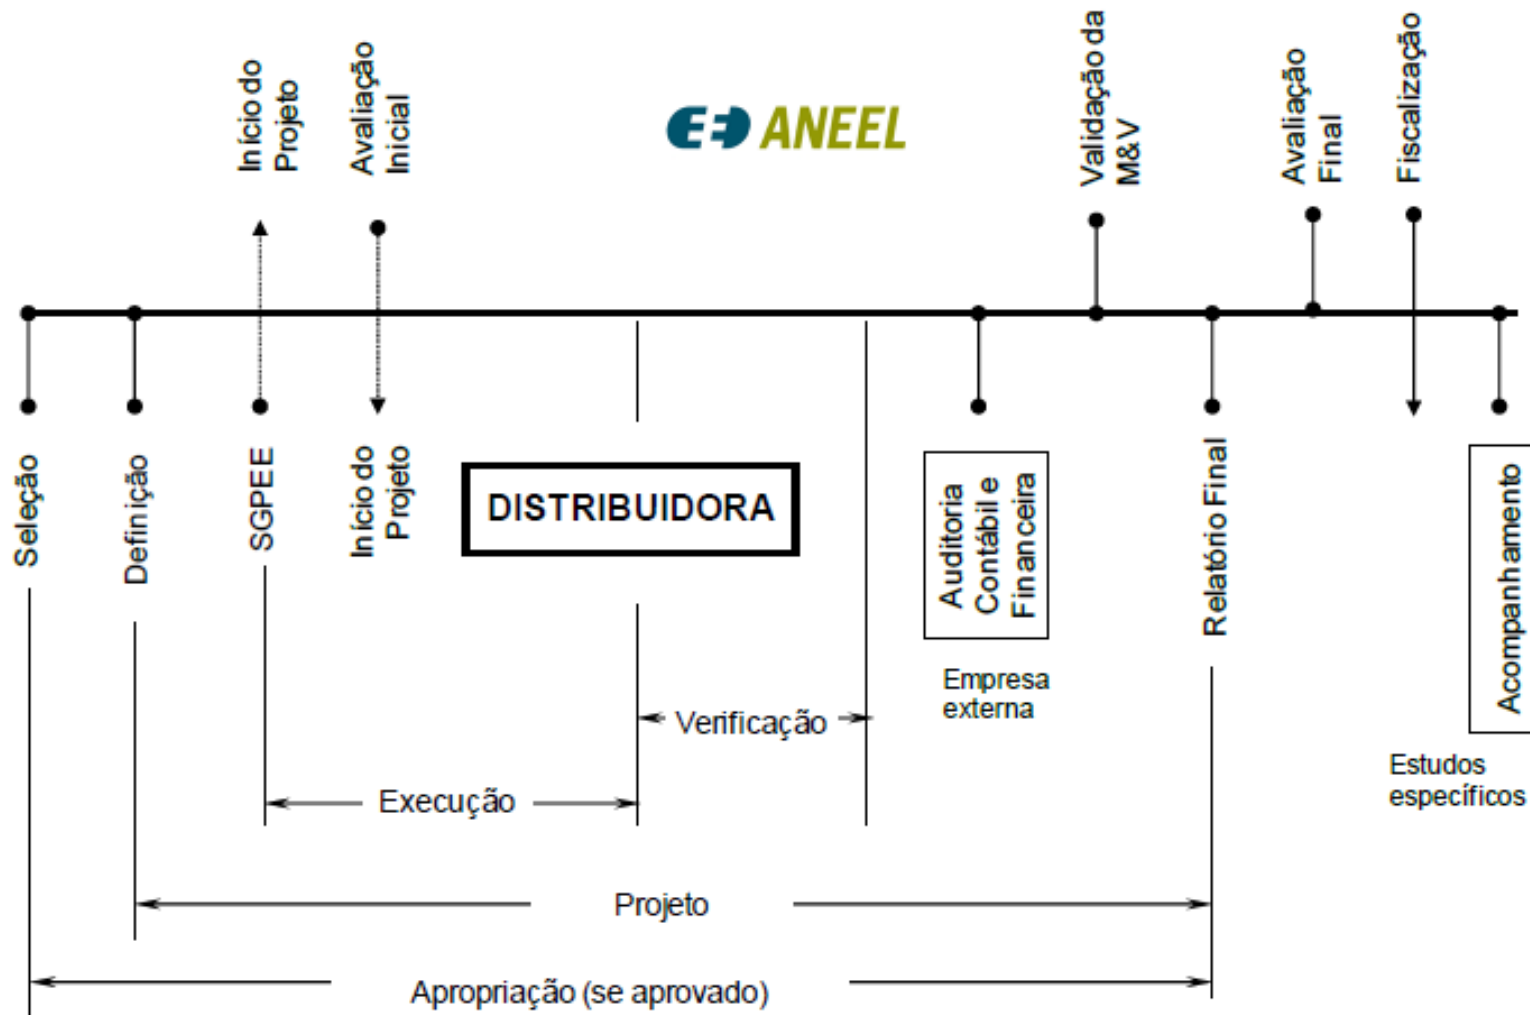 Início do
Projeto
Avaliação
Inicial
ANEEL
Validação da
M&V
Avaliação
Final
Fiscalização
Seleção
Definição
SGPEE
Início do
Projeto
DISTRIBUIDORA
Auditoria
Contábil e
Financeira
Empresa
externa
Relatório Final
Acompanhamento
Estudos
específicos
Verificação
Execução
Projeto
Apropriação (se aprovado)